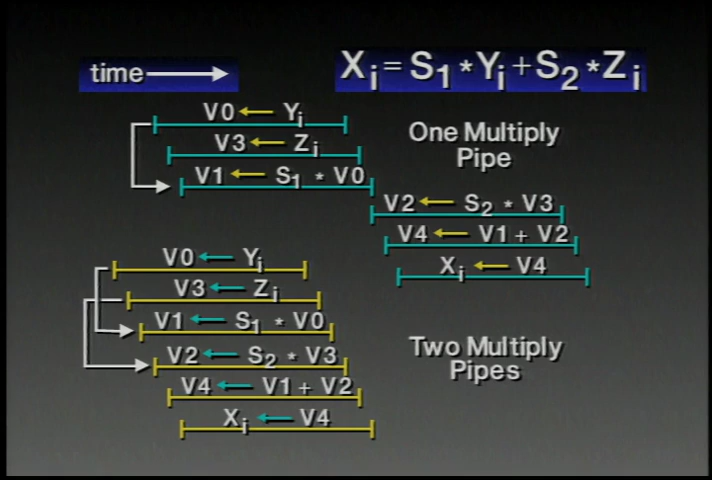 time → Xi = S1 * Yi + S2 * Zi
V0 ← Yi
V3 ← Zi
V1 ← S1 * V0
One Multiply
Pipe
V2 ← S2 * V3
V4 ← V1 + V2
Xi ← V4
V0 ← Yi
V3 ← Zi
V1 ← S1 * V0
V2 ← S2 * V3
V4 ← V1 + V2
Xi ← V4
Two Multiply
Pipes